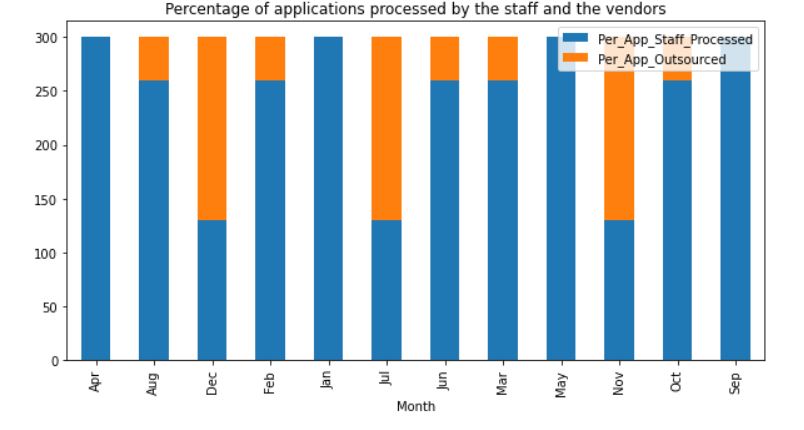 Percentage of applications processed by the staff and the vendors
Per_App_Staff_Processed
Per_App_Outsourced
300
250
200
150
100
50
0
Apr
Aug
Dec
Feb
Jan
Jul
Jun
Mar
May
Nov
Oct
Sep
Month